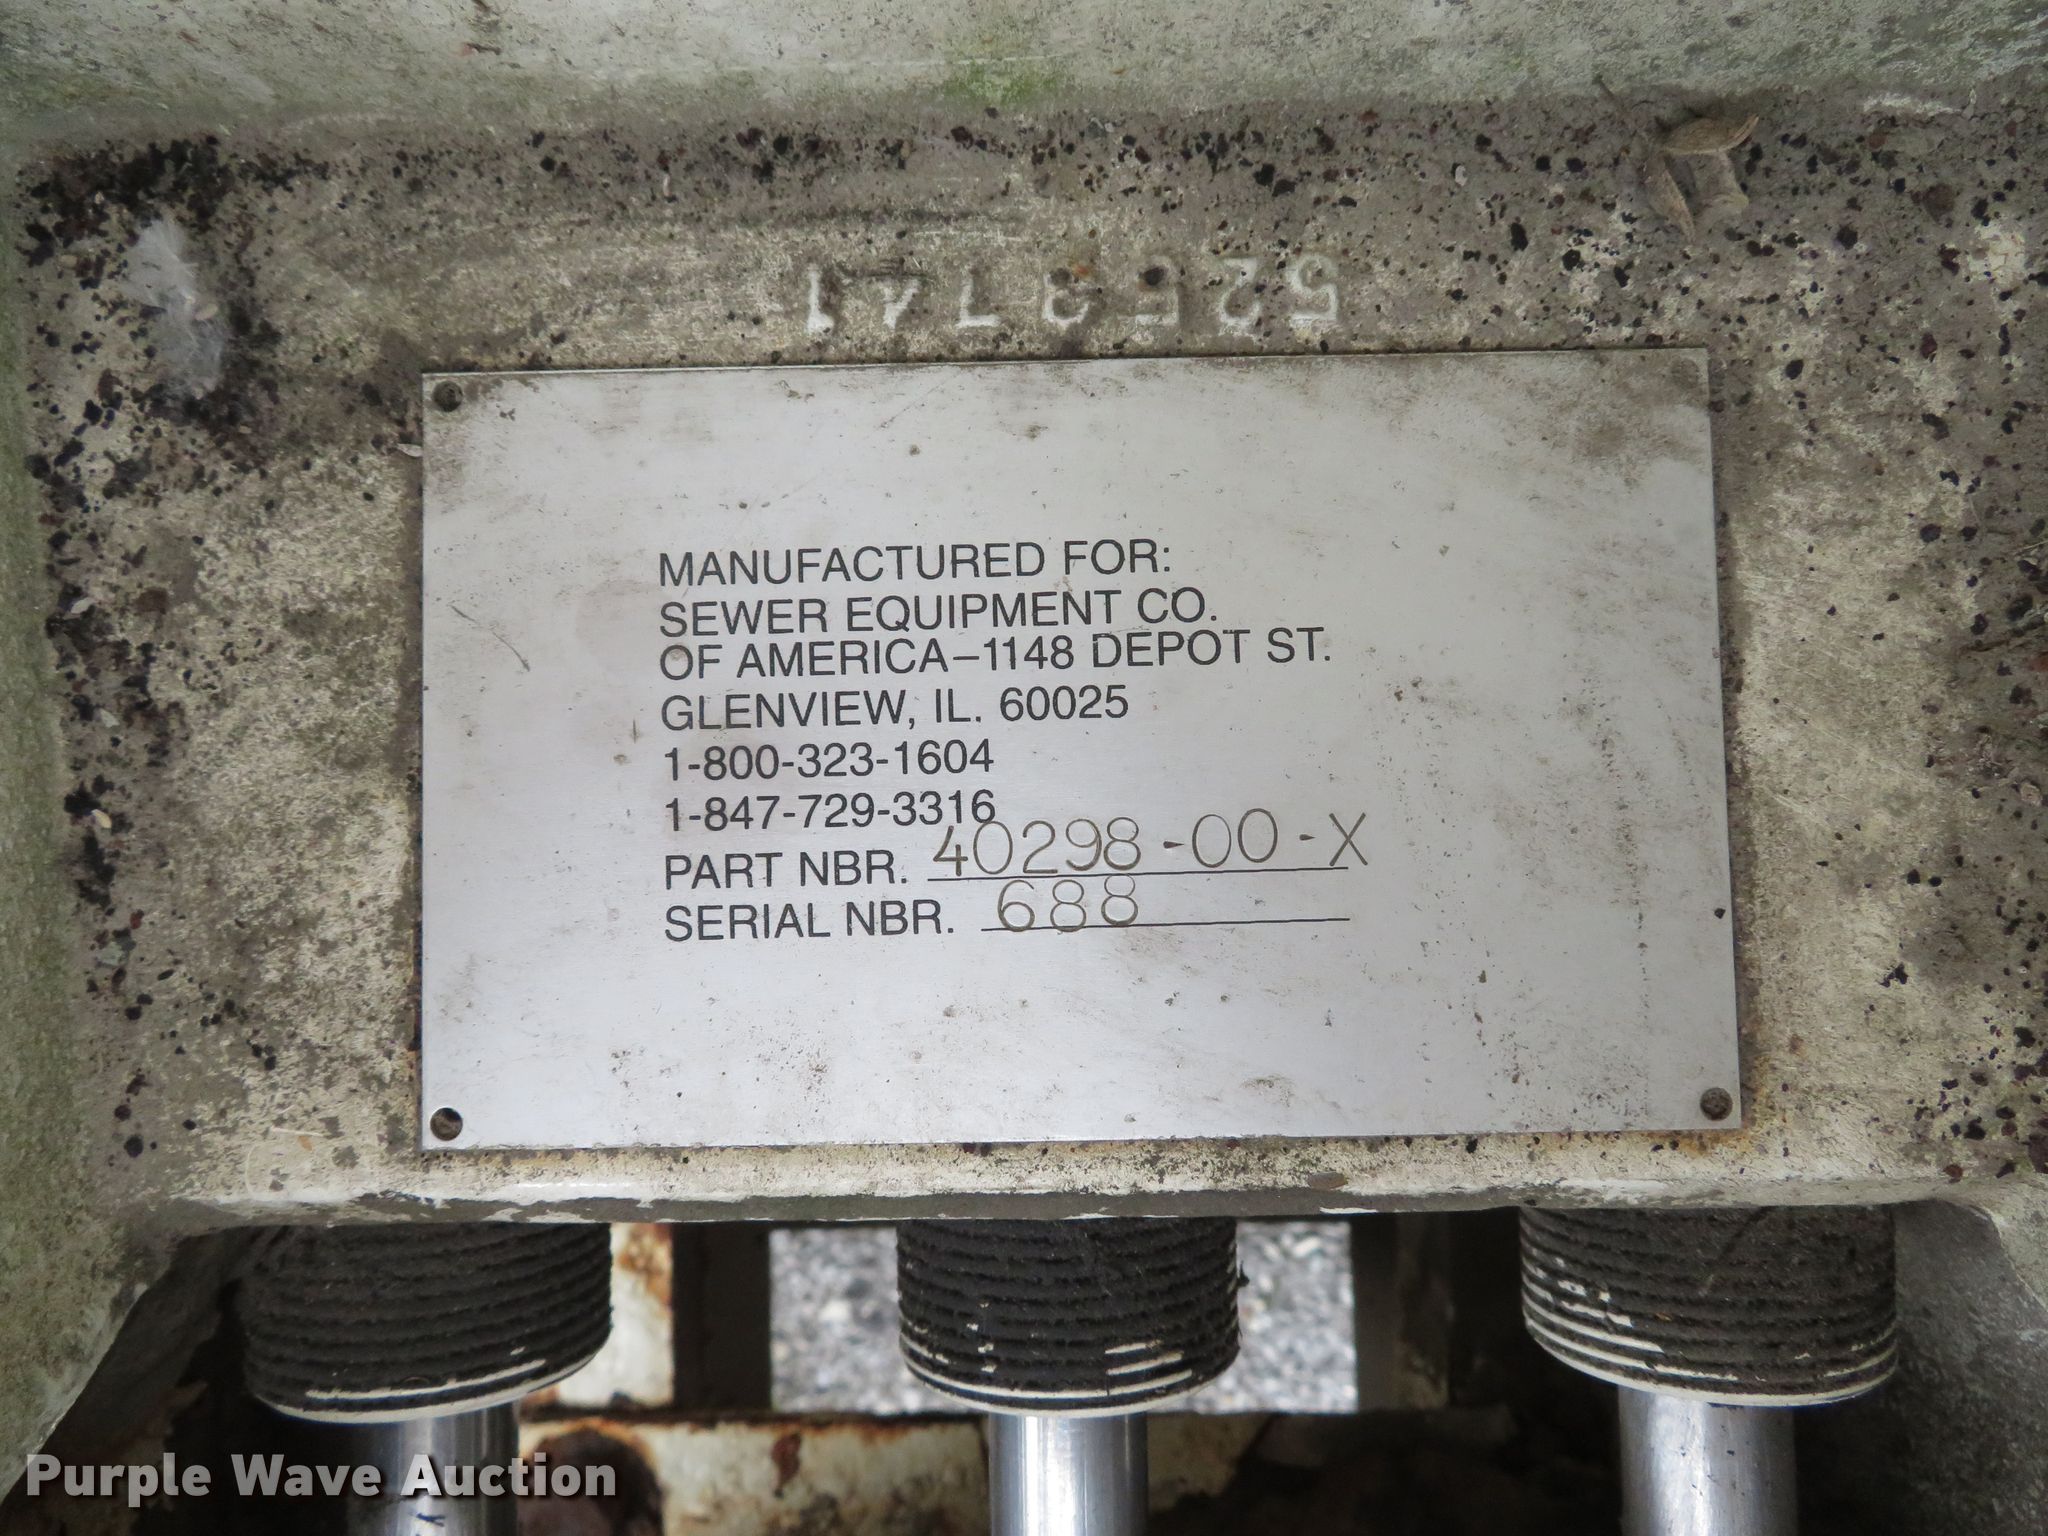 MANUFACTURED FOR:
SEWER EQUIPMENT CO.
OF AMERICA–1148 DEPOT ST.
GLENVIEW, IL. 60025
1-800-323-1604
1-847-729-3316
PART NBR. 40298-00-X
SERIAL NBR. 688
Purple Wave Auction